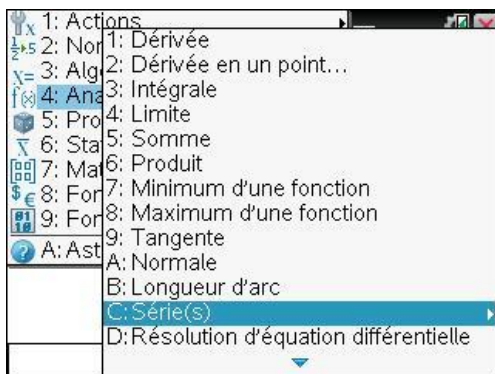 1: Actions
2: Nor
3: Alg
4: Ana
5: Pro
6: Sta
7: Mat
8: For
9: For
A: Ast
1: Dérivée
2: Dérivée en un point...
3: Intégrale
4: Limite
5: Somme
6: Produit
7: Minimum d'une fonction
8: Maximum d'une fonction
9: Tangente
A: Normale
B: Longueur d'arc
C: Série(s)
D: Résolution d'équation différentielle